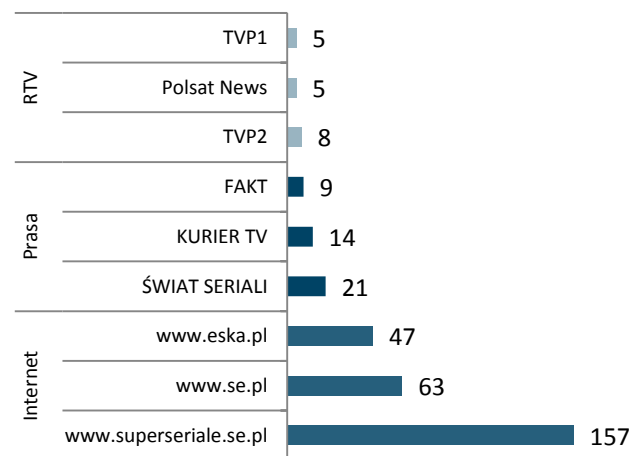 RTV
TVP1 5
Polsat News 5
TVP2 8
Prasa
FAKT 9
KURIER TV 14
ŚWIAT SERIALI 21
Internet
www.eska.pl 47
www.se.pl 63
www.superseriale.se.pl 157